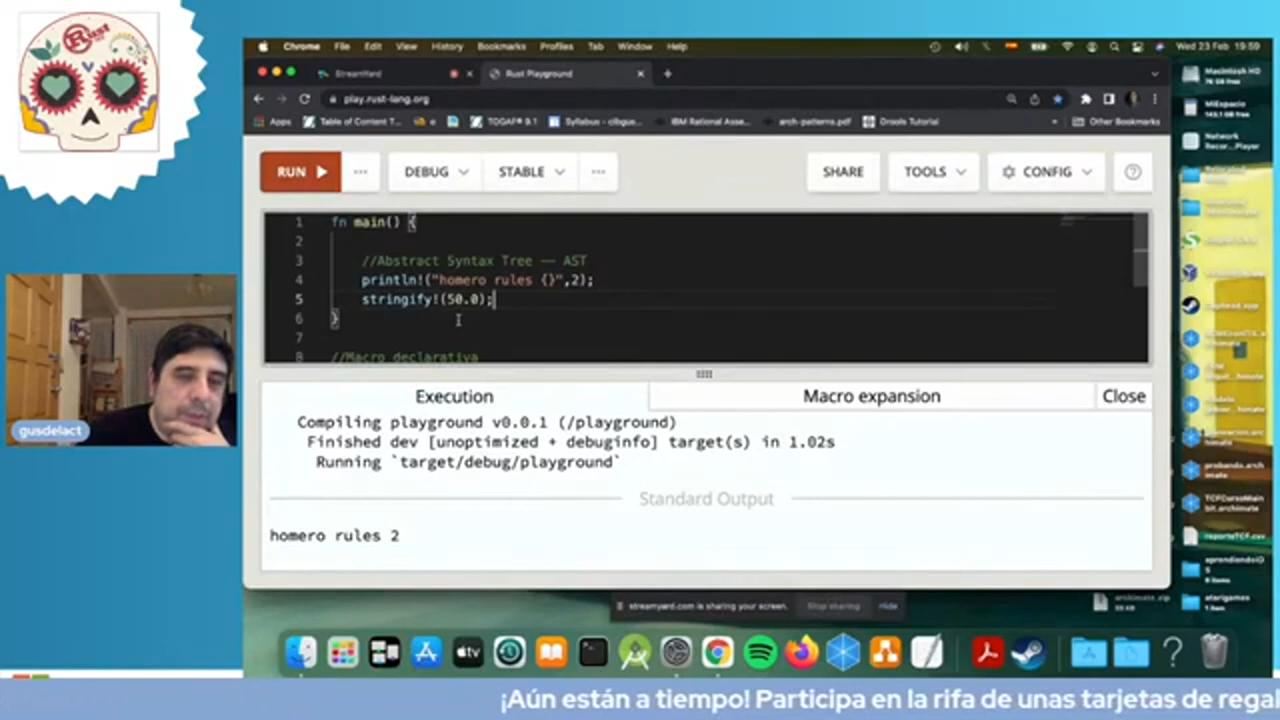 Rust
Chrome File Edit View History Bookmarks Profiles Tab Window Help
Wed 23 Feb 19:59
StreamYard
Rust Playground
play.rust-lang.org
Apps
Table of Content T...
TOGAF® 9.1
IBM Rational Asse...
arch-patterns.pdf
Drools Tutorial
Other Bookmarks
RUN
DEBUG
STABLE
SHARE
TOOLS
CONFIG
1 fn main() {
2
3 //Abstract Syntax Tree — AST
4 println!("homero rules {}",2);
5 stringify!(50.0);
6 }
7
8 //Macro declarativa
Execution
Macro expansion
Close
Compiling playground v0.0.1 (/playground)
Finished dev [unoptimized + debuginfo] target(s) in 1.02s
Running `target/debug/playground`
Standard Output
homero rules 2
gusdelact
Macintosh HD
MiEspacio
Network
streamyard.com is sharing your screen.
Stop sharing
Hide
tv
¡Aún están a tiempo! Participa en la rifa de unas tarjetas de regal